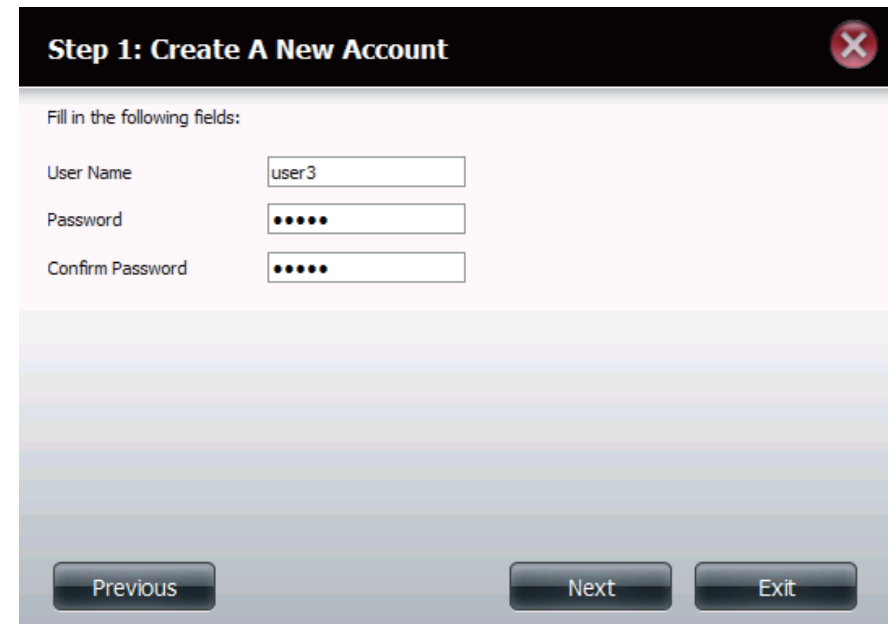 Step 1: Create A New Account
Fill in the following fields:
User Name user3
Password •••••
Confirm Password •••••
Previous Next Exit